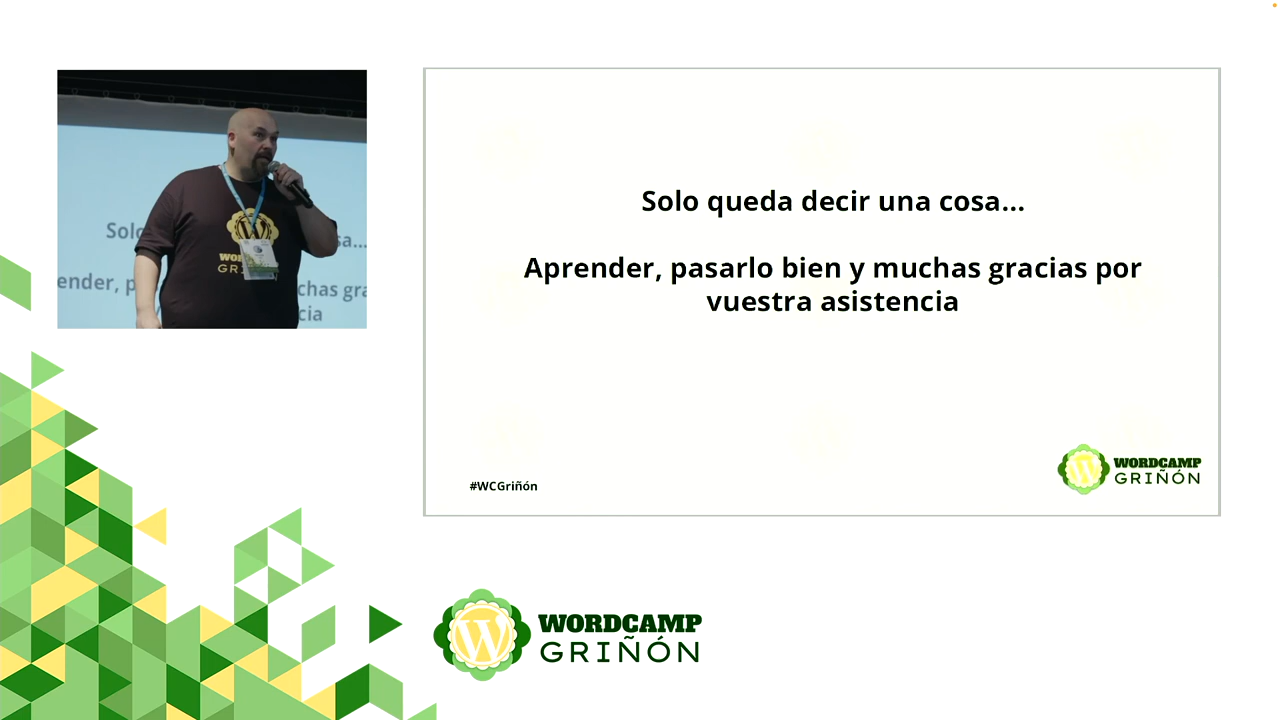 Solo queda decir una cosa...
Aprender, pasarlo bien y muchas gracias por
vuestra asistencia
#WCGriñón
WORDCAMP
GRIÑÓN
WORDCAMP
GRIÑÓN